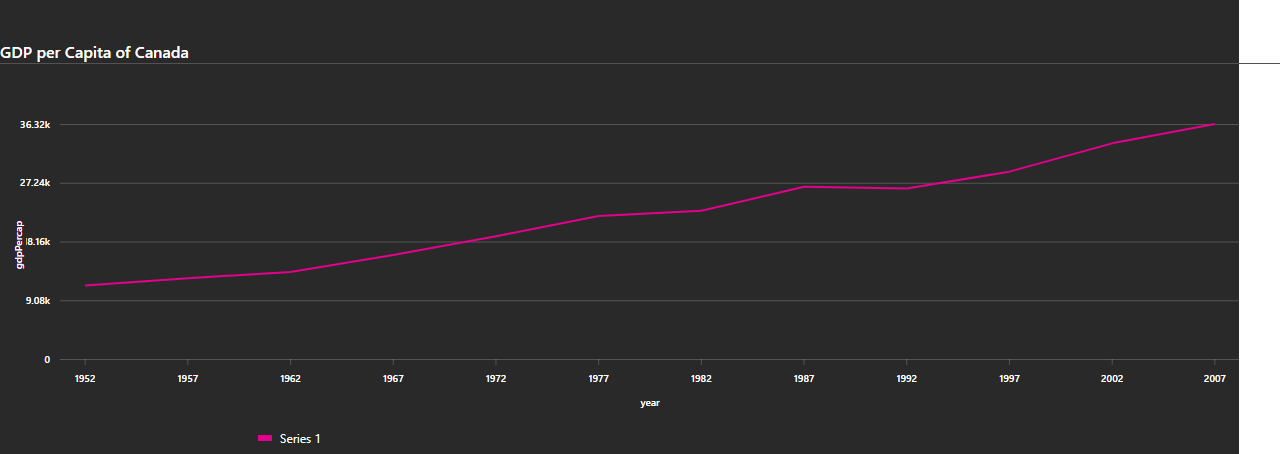 GDP per Capita of Canada
36.32k
27.24k
18.16k
9.08k
0
gdpPercap
1952 1957 1962 1967 1972 1977 1982 1987 1992 1997 2002 2007
year
Series 1